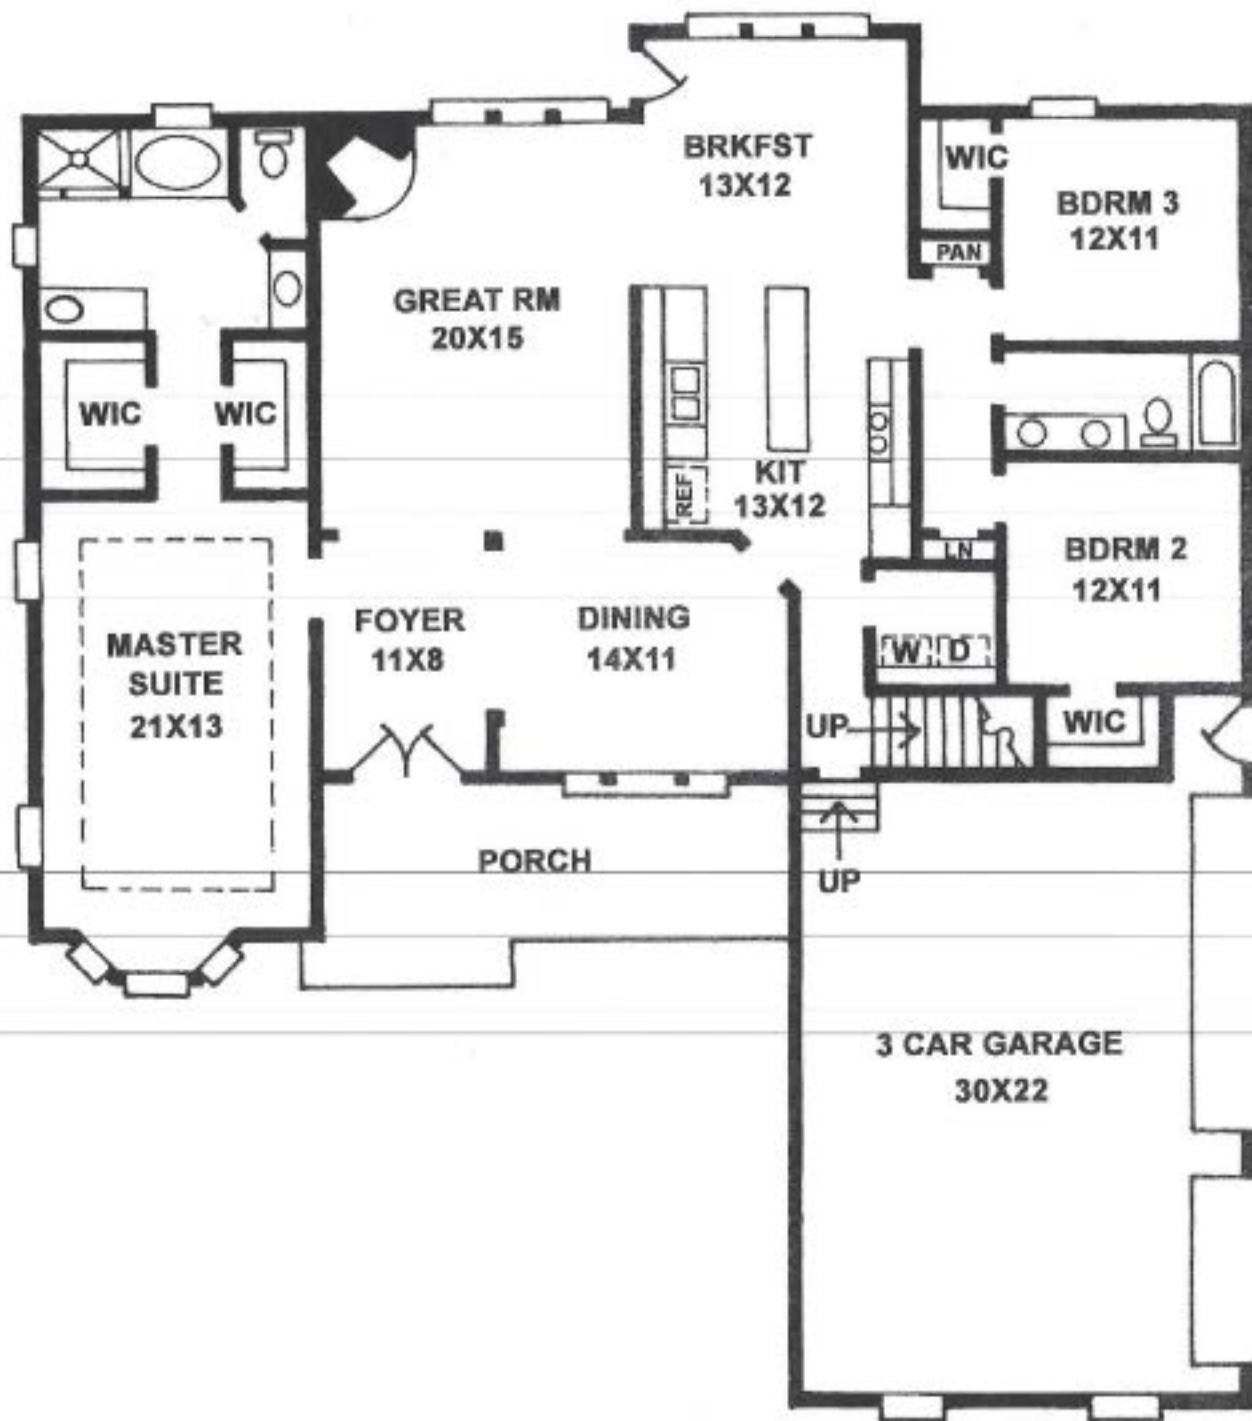 BRKFST
13X12
WIC
BDRM 3
12X11
PAN
GREAT RM
20X15
WIC
WIC
REF
KIT
13X12
LN
BDRM 2
12X11
MASTER
SUITE
21X13
FOYER
11X8
DINING
14X11
W
D
UP
WIC
PORCH
UP
3 CAR GARAGE
30X22